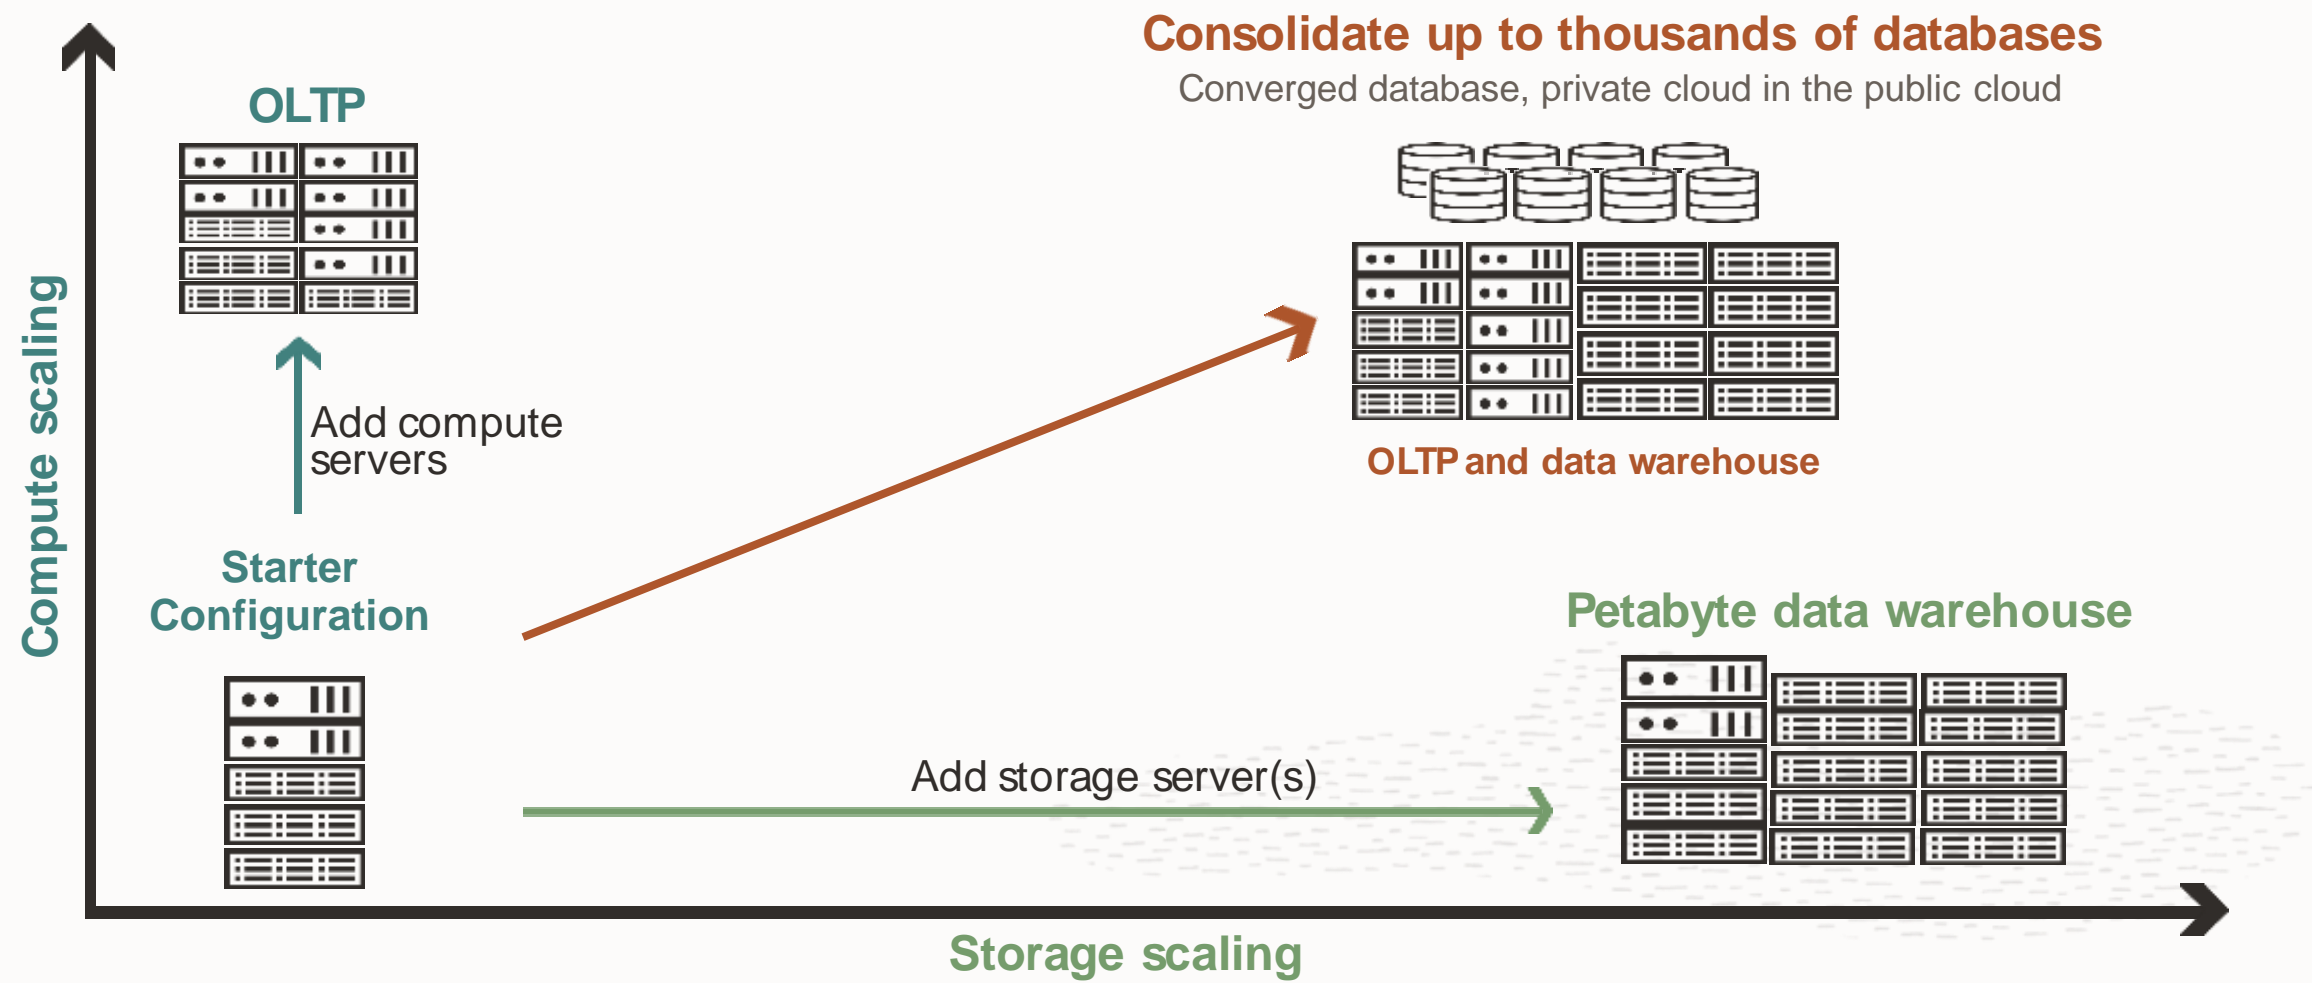 Consolidate up to thousands of databases
Converged database, private cloud in the public cloud
OLTP
Compute scaling
Add compute
servers
OLTP and data warehouse
Starter
Configuration
Petabyte data warehouse
Add storage server(s)
Storage scaling